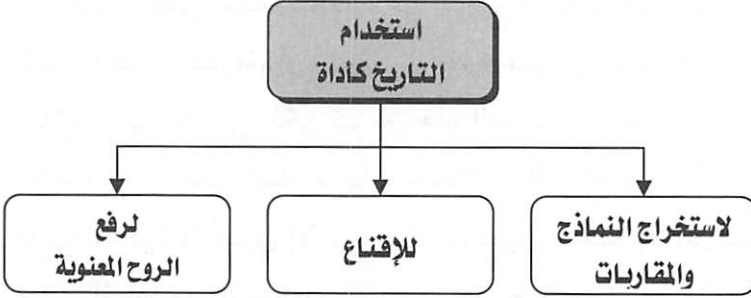 استخدام
التاريخ كأداة
لاستخراج النماذج
والمقاربات
للإقناع
لرفع
الروح المعنوية